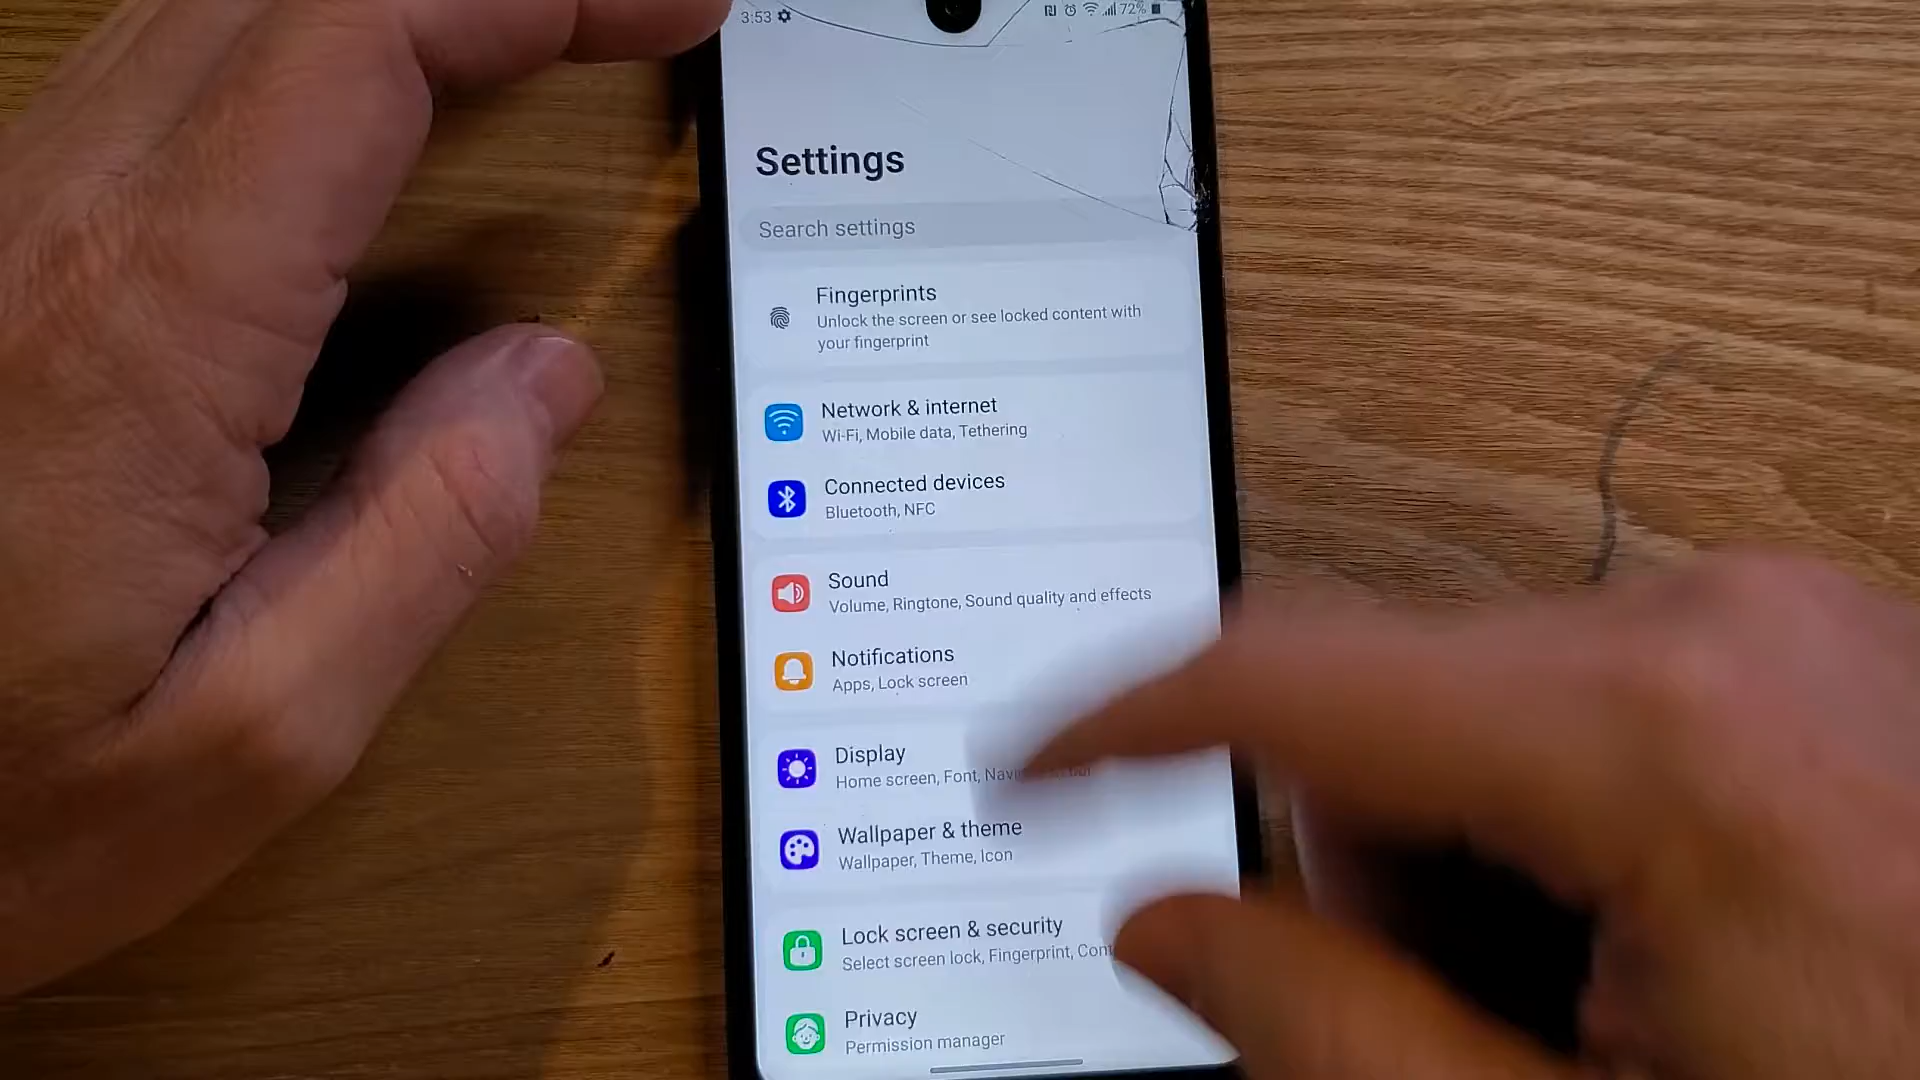 3:53 72%
Settings
Search settings
Fingerprints
Unlock the screen or see locked content with
your fingerprint
Network & internet
Wi-Fi, Mobile data, Tethering
Connected devices
Bluetooth, NFC
Sound
Volume, Ringtone, Sound quality and effects
Notifications
Apps, Lock screen
Display
Home screen, Font,
Wallpaper & theme
Wallpaper, Theme, Icon
Lock screen & security
Select screen lock, Fingerprint,
Privacy
Permission manager